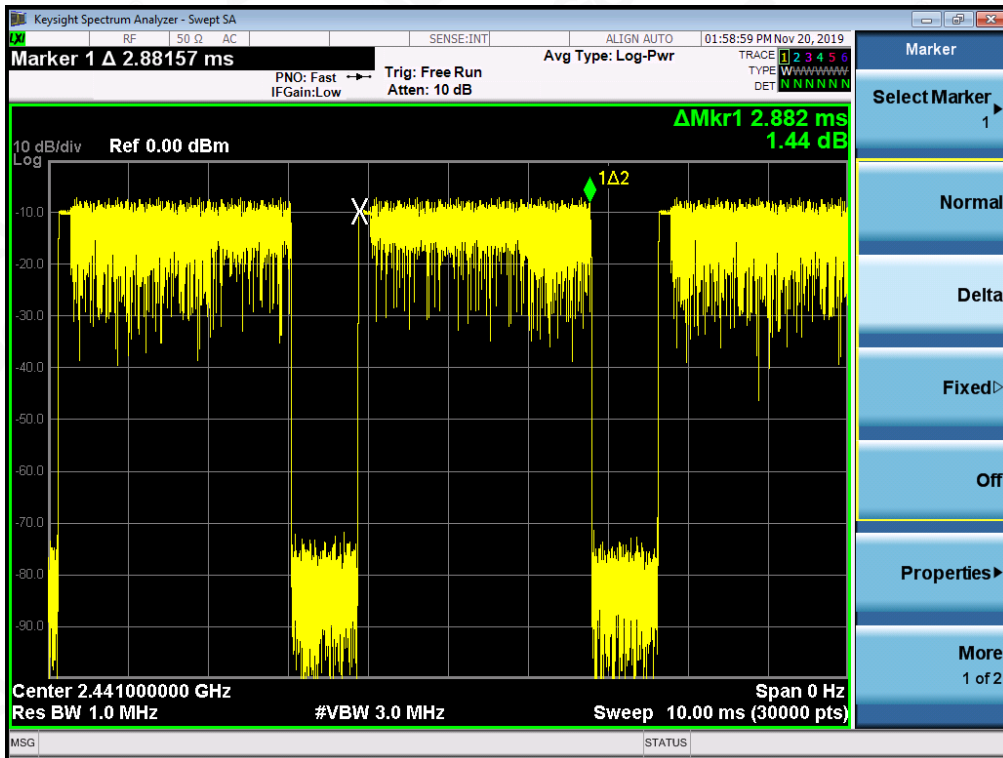 Keysight Spectrum Analyzer - Swept SA
LXI RF 50 Ω AC SENSE:INT ALIGN AUTO 01:58:59 PM Nov 20, 2019
Marker 1 Δ 2.88157 ms
PNO: Fast
IFGain:Low
Trig: Free Run
Atten: 10 dB
Avg Type: Log-Pwr
TRACE 1 2 3 4 5 6
TYPE WWWWWW
DET N N N N N N
ΔMkr1 2.882 ms
1.44 dB
10 dB/div Ref 0.00 dBm
Log
1Δ2
-10.0
-20.0
-30.0
-40.0
-50.0
-60.0
-70.0
-80.0
-90.0
Center 2.441000000 GHz Span 0 Hz
Res BW 1.0 MHz #VBW 3.0 MHz Sweep 10.00 ms (30000 pts)
MSG STATUS
Marker
Select Marker
1
Normal
Delta
Fixed
Off
Properties
More
1 of 2